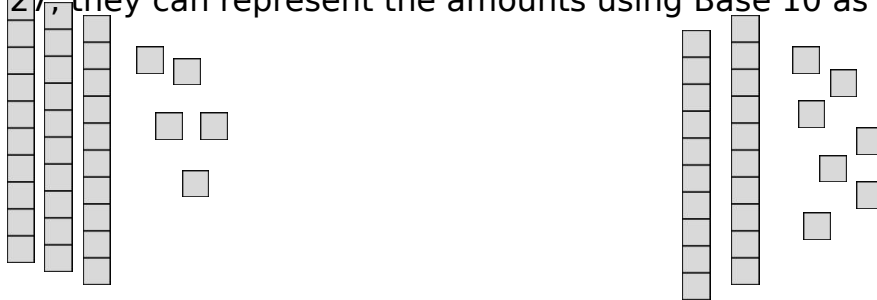 27, they can represent the amounts using Base 10 as